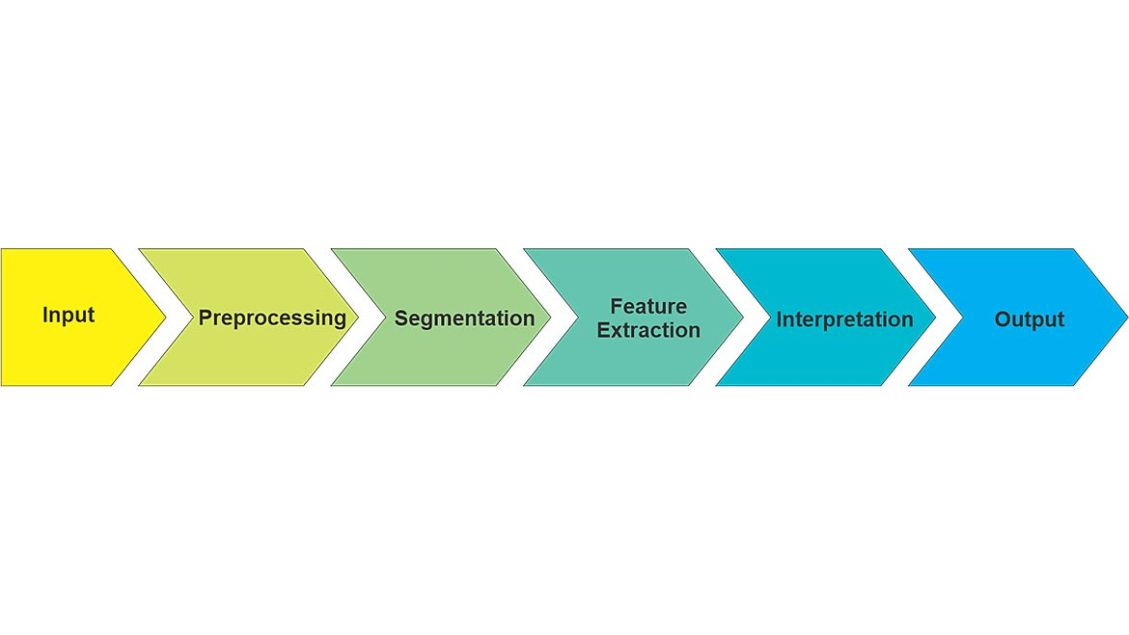 Input
Preprocessing
Segmentation
Feature
Extraction
Interpretation
Output